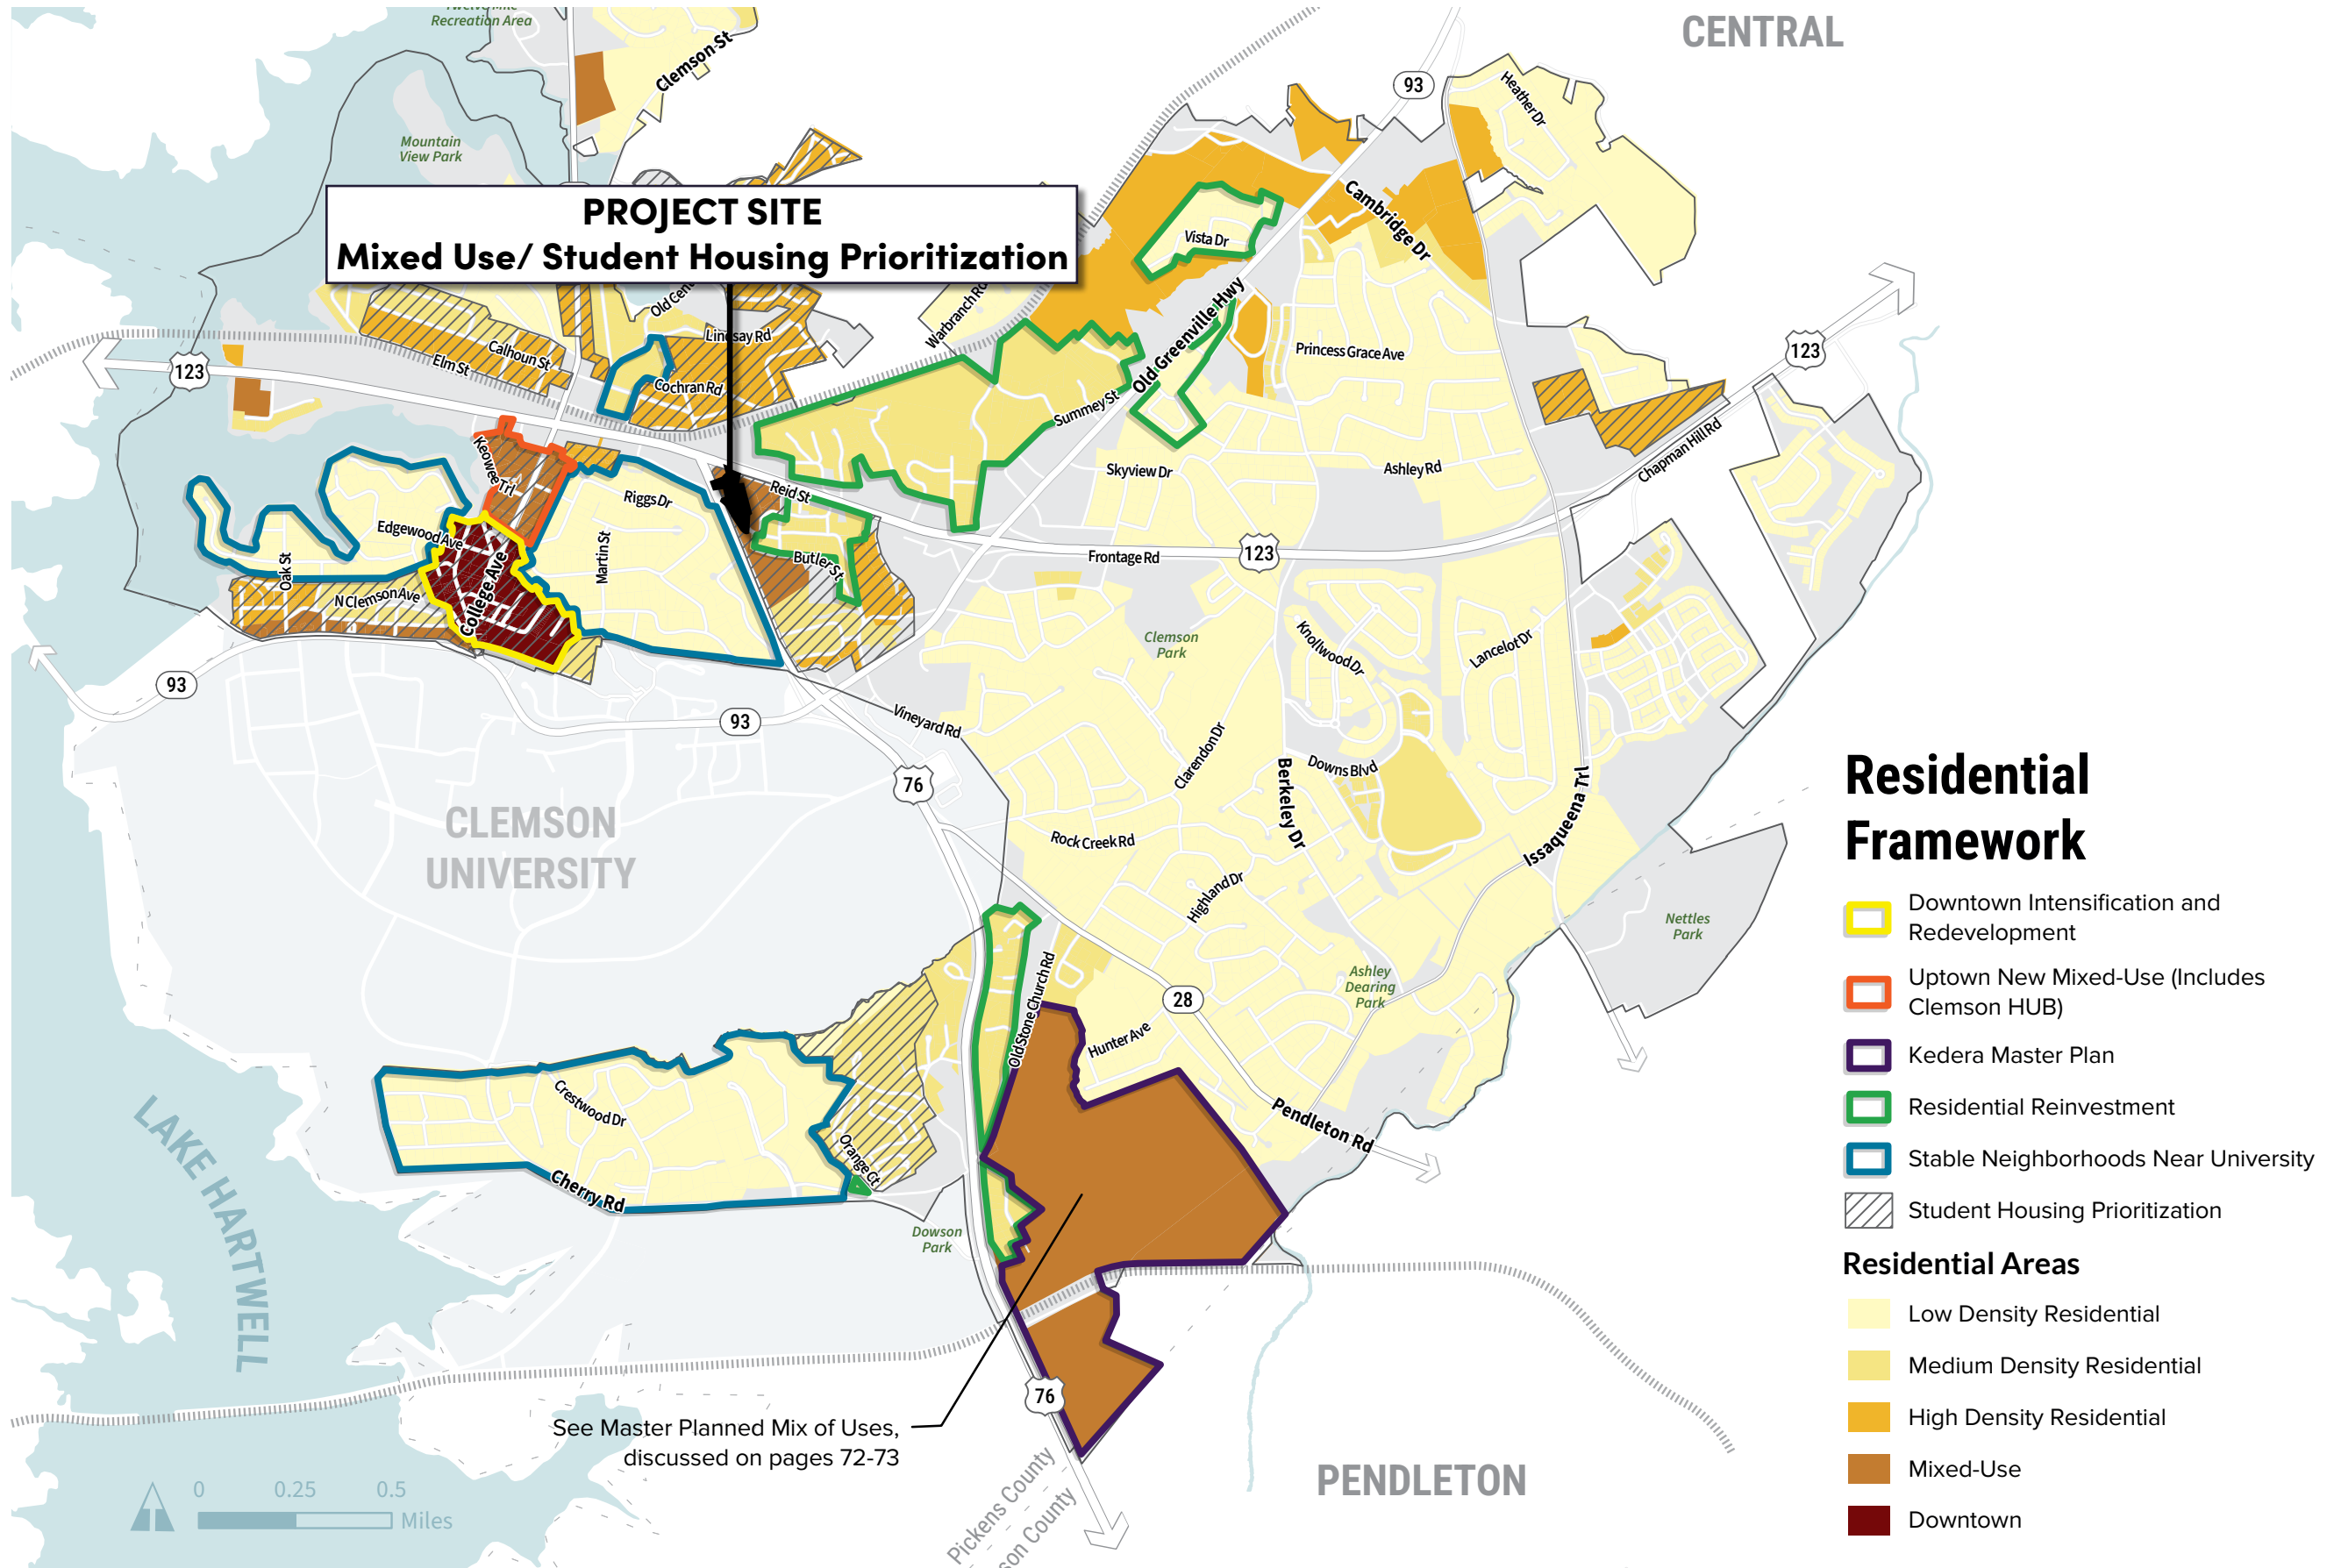 Twelve Mile
Recreation Area
Clemson St
CENTRAL
93
Heather Dr
Mountain
View Park
PROJECT SITE
Mixed Use/ Student Housing Prioritization
Cambridge Dr
Vista Dr
Old
Lindsay Rd
Warbranch Rd
Old Greenville Hwy
Princess Grace Ave
123
123
Calhoun St
Elm St
Cochran Rd
Summey St
Keowee Trl
Riggs Dr
Reid St
Skyview Dr
Ashley Rd
Chapman Hill Rd
Edgewood Ave
Oak St
Martin St
College Ave
Butler St
Frontage Rd
123
N Clemson Ave
Clemson
Park
Knollwood Dr
Lancelot Dr
93
93
Vineyard Rd
Clarendon Dr
76
Downs Blvd
Berkeley Dr
Issaqueena Trl
CLEMSON
UNIVERSITY
Rock Creek Rd
Highland Dr
Nettles
Park
Ashley
Dearing
Park
Old Stone Church Rd
28
Hunter Ave
Crestwood Dr
Pendleton Rd
Orange Ct
Cherry Rd
Dowson
Park
LAKE HARTWELL
76
See Master Planned Mix of Uses,
discussed on pages 72-73
Pickens County
son County
PENDLETON
0 0.25 0.5
Miles
Residential
Framework
Downtown Intensification and
Redevelopment
Uptown New Mixed-Use (Includes
Clemson HUB)
Kedera Master Plan
Residential Reinvestment
Stable Neighborhoods Near University
Student Housing Prioritization
Residential Areas
Low Density Residential
Medium Density Residential
High Density Residential
Mixed-Use
Downtown